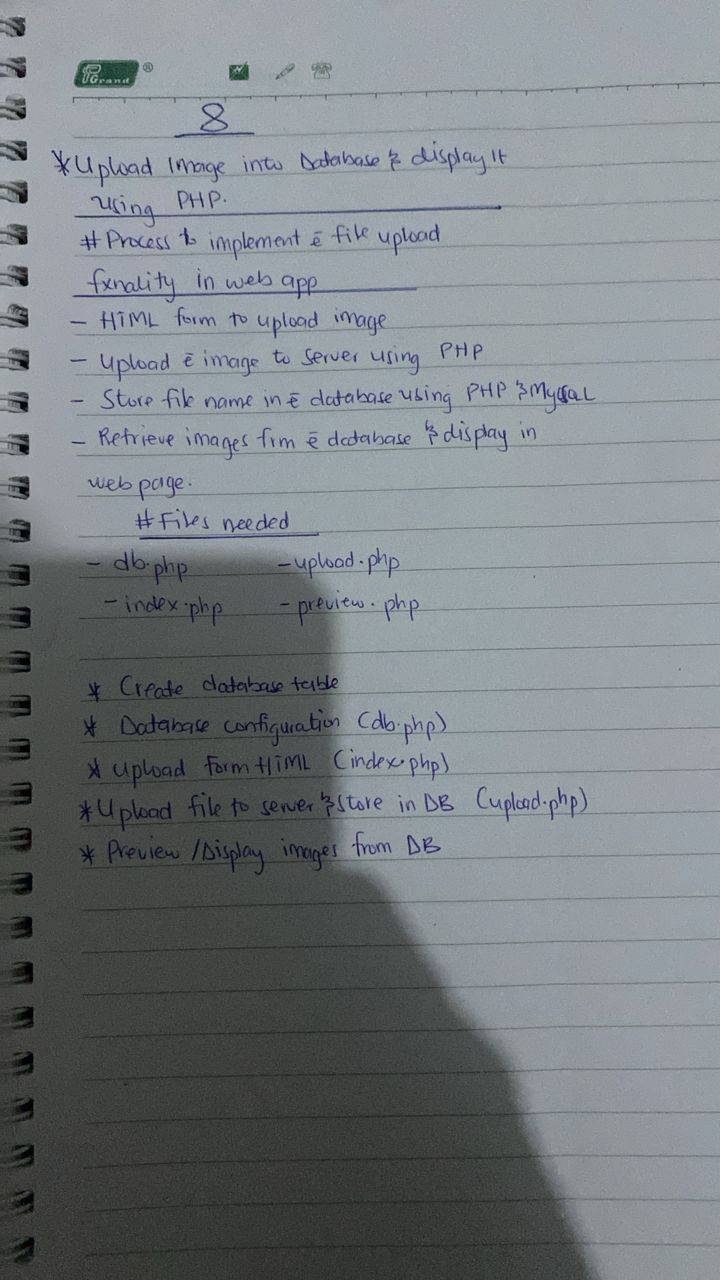 Grand ®
8
* Upload Image into Database & display It
using PHP.
# Process to implement ē file upload
fxnality in web app
- HTML form to upload image
- Upload ē image to server using PHP
- Store file name in ē database using PHP & MySQL
- Retrieve images frm ē database & display in
web page.
# Files needed
- db.php - upload.php
- index.php - preview.php
* Create database table
* Database configuration (db.php)
* Upload form HTML (index.php)
* Upload file to server & store in DB (upload.php)
* Preview / Display images from DB